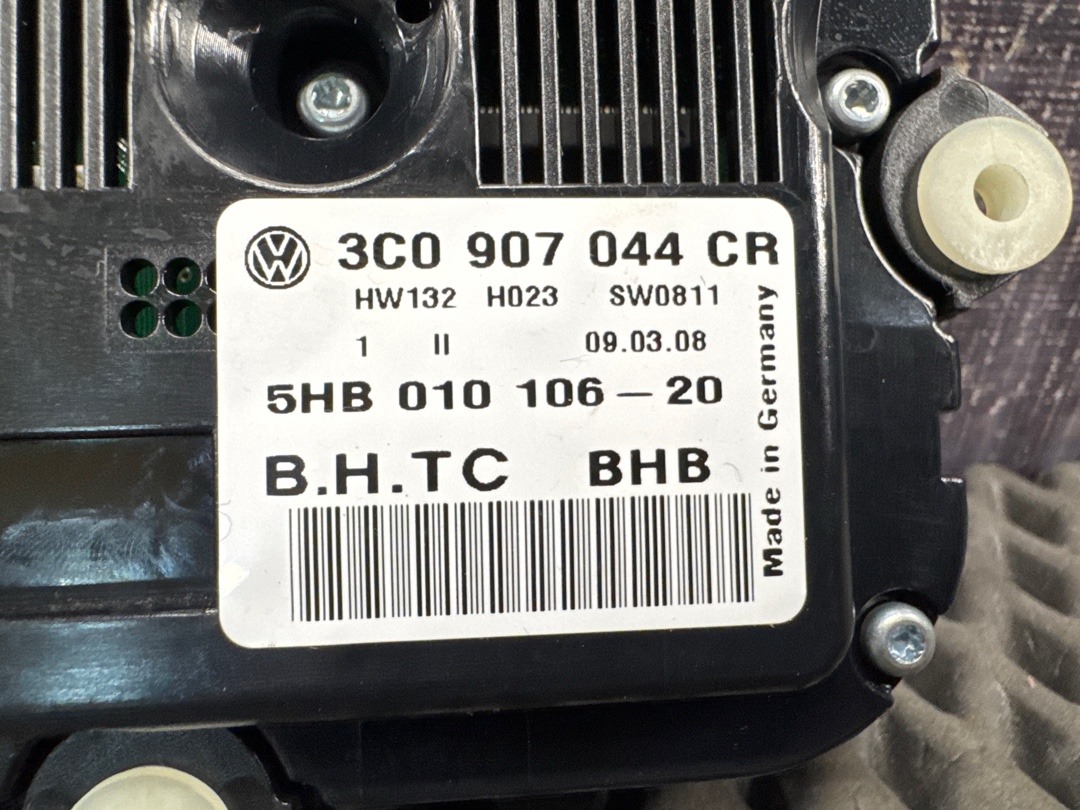 3C0 907 044 CR
HW132 H023 SW0811
1 II 09.03.08
5HB 010 106-20
B.H.TC BHB
Made in Germany